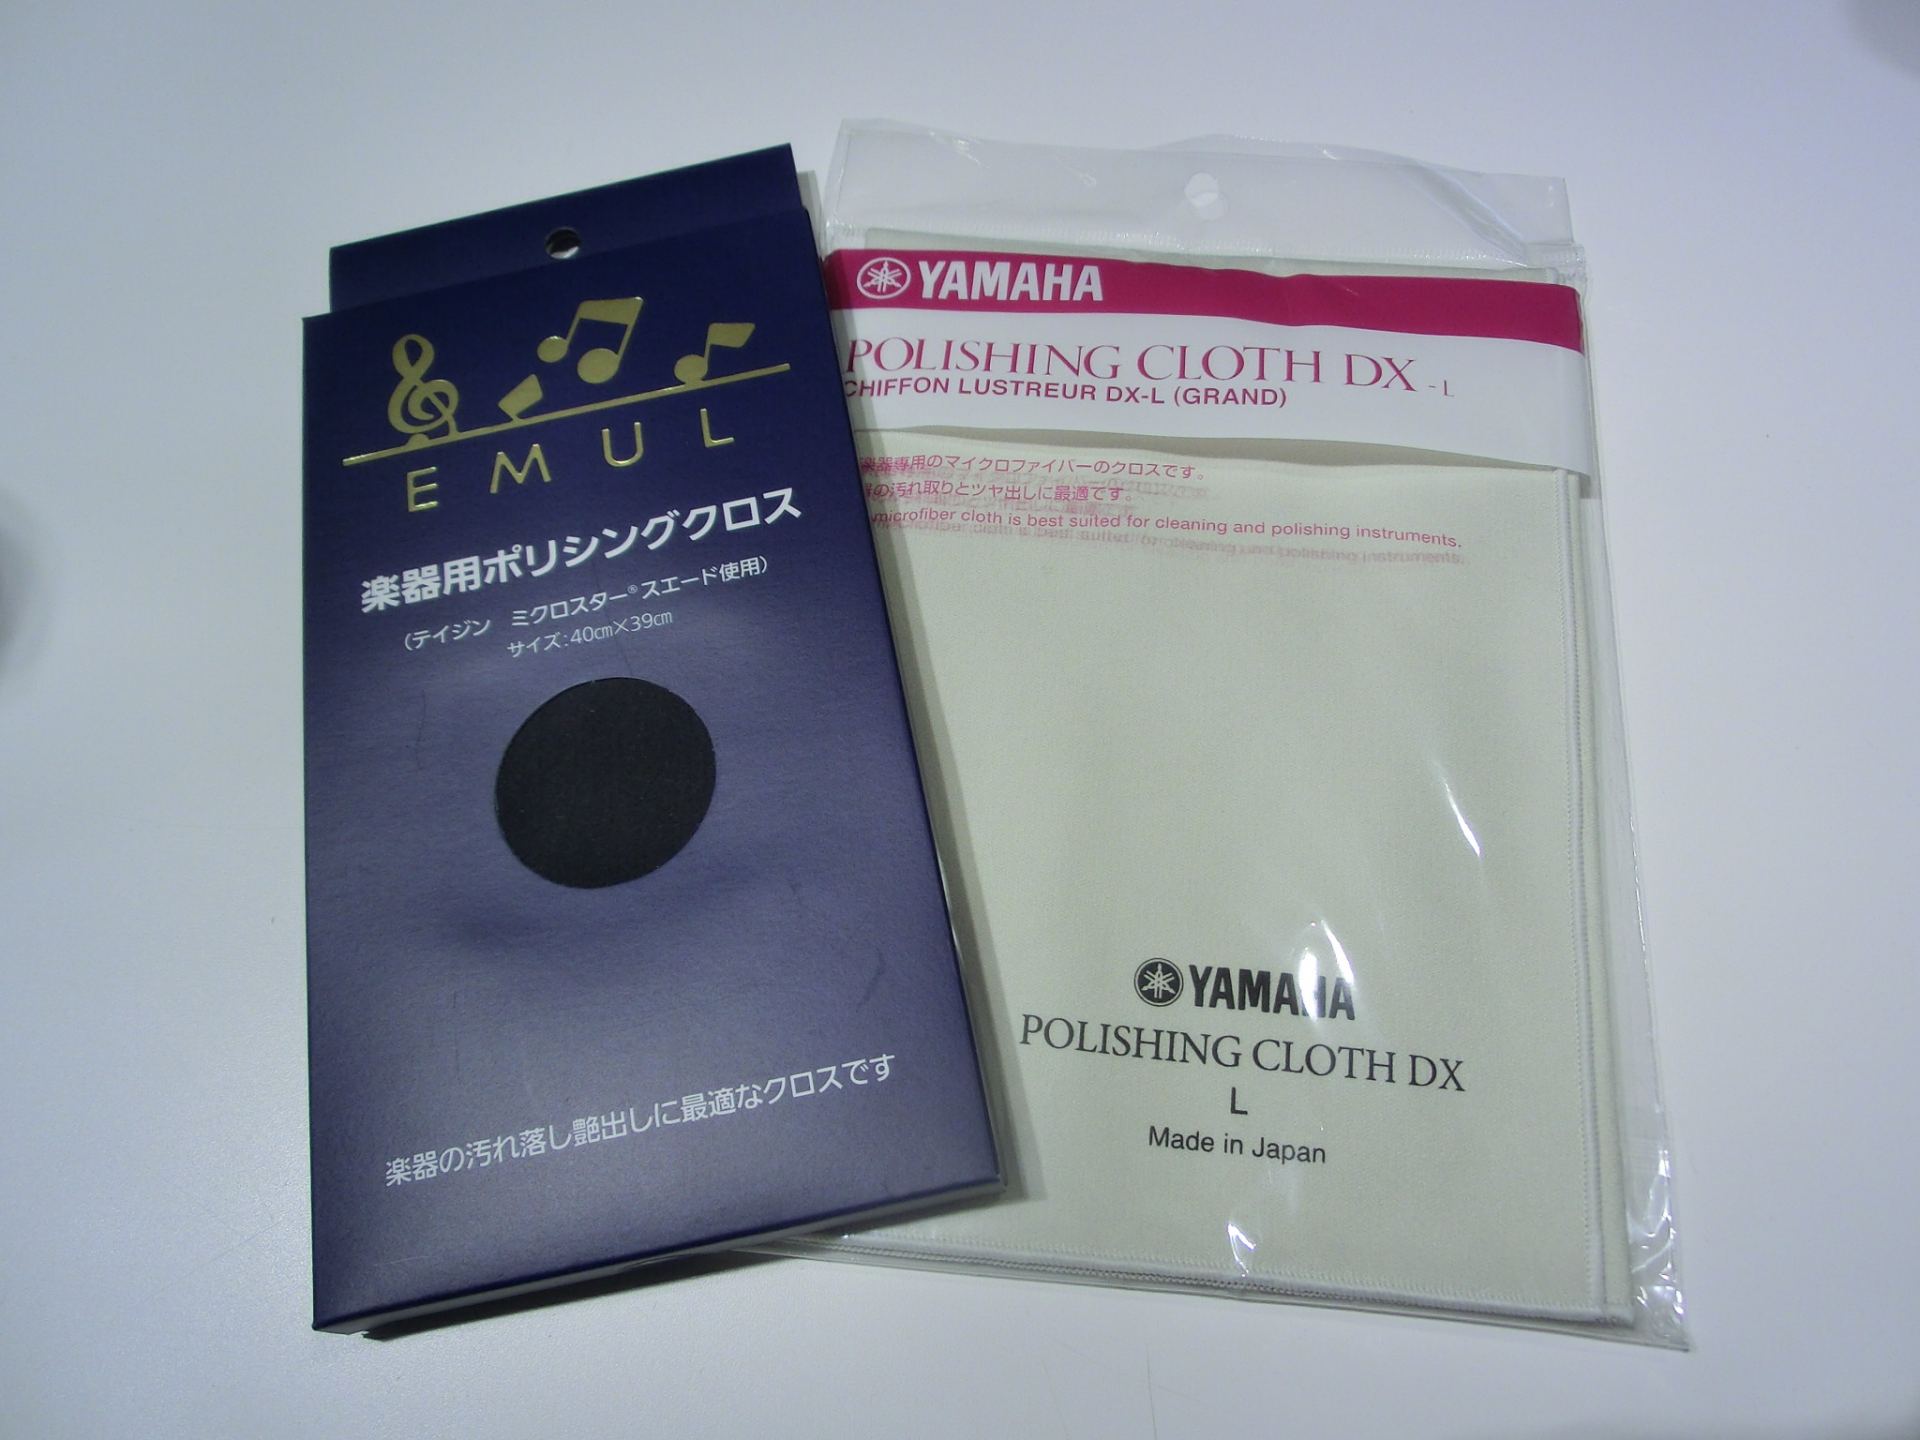 EMUL
楽器用ポリシングクロス
(テイジン ミクロスター®スエード使用)
サイズ:40㎝×39㎝
楽器の汚れ落し艶出しに最適なクロスです
YAMAHA
POLISHING CLOTH DX -L
CHIFFON LUSTREUR DX-L (GRAND)
楽器専用のマイクロファイバーのクロスです。
の汚れ取りとツヤ出しに最適です。
microfiber cloth is best suited for cleaning and polishing instruments.
YAMAHA
POLISHING CLOTH DX
L
Made in Japan